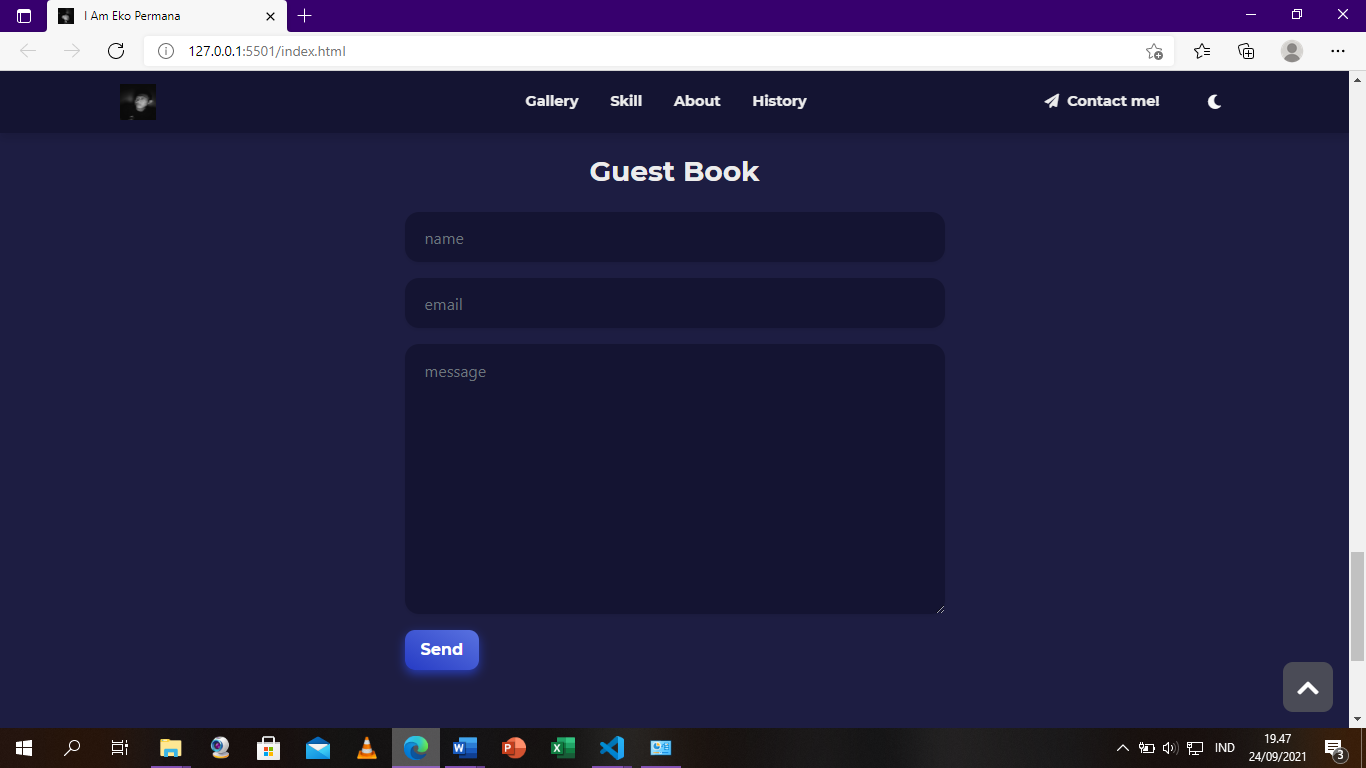 I Am Eko Permana
127.0.0.1:5501/index.html
Gallery Skill About History Contact me!
Guest Book
name
email
message
Send
IND
19.47
24/09/2021
3